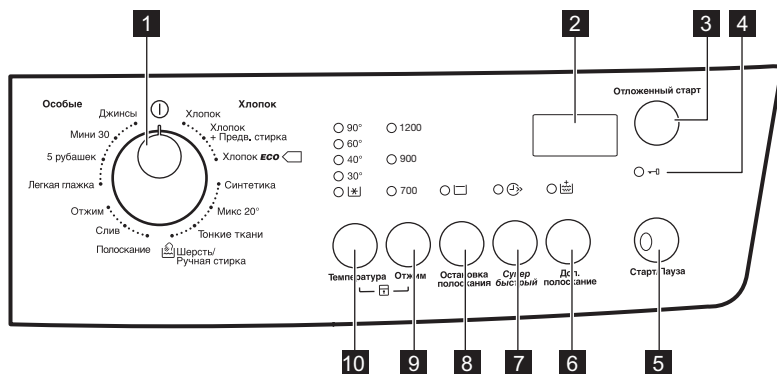 1
2
3
4
Особые
Хлопок
Отложенный старт
Джинсы
Мини 30
5 рубашек
Легкая глажка
Отжим
Слив
Полоскание
Хлопок
Хлопок
+ Предв. стирка
Хлопок ECO
Синтетика
Микс 20°
Тонкие ткани
Шерсть/
Ручная стирка
90°
60°
40°
30°
1200
900
700
Температура
Отжим
Остановка
полоскания
Супер
быстрый
Доп.
полоскание
Старт/Пауза
10
9
8
7
6
5